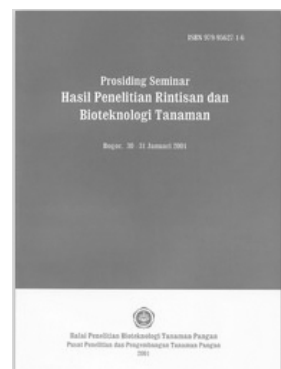 Prosiding Seminar
Hasil Penelitian Rintisan dan
Bioteknologi Tanaman
Bogor, 30 31 Januari 2001
Balai Penelitian Bioteknologi Tanaman Pangan
Pusat Penelitian dan Pengembangan Tanaman Pangan
2001